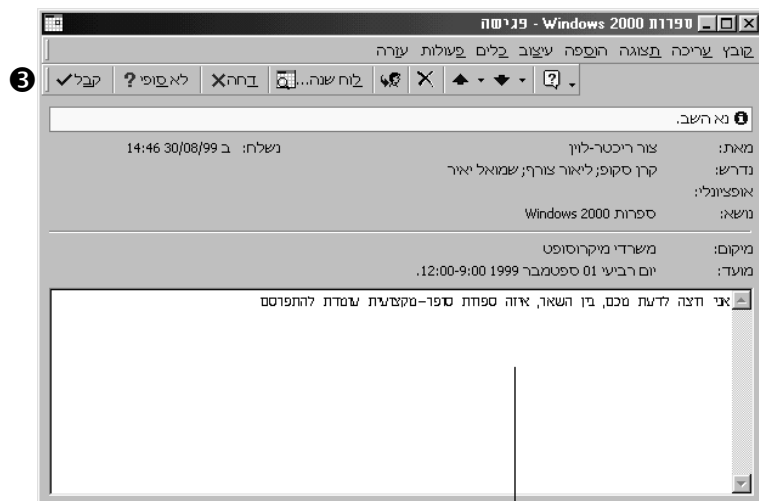 ספרות Windows 2000 - פגישה
קובץ עריכה תצוגה הוספה עיצוב כלים פעולות עזרה
❸ קבל לא סופי ? דחה לוח שנה...
נא השב.
מאת: צור ריכטר-לוין נשלח: ב 30/08/99 14:46
נדרש: קרן סקופ; ליאור צורף; שמואל יאיר
אופציונלי:
נושא: ספרות Windows 2000
מיקום: משרדי מיקרוסופט
מועד: יום רביעי 01 ספטמבר 1999 12:00-9:00.
אני רוצה לדעת מכם, בין השאר, איזה ספרות סופר-מקצועית עומדת להתפרסם